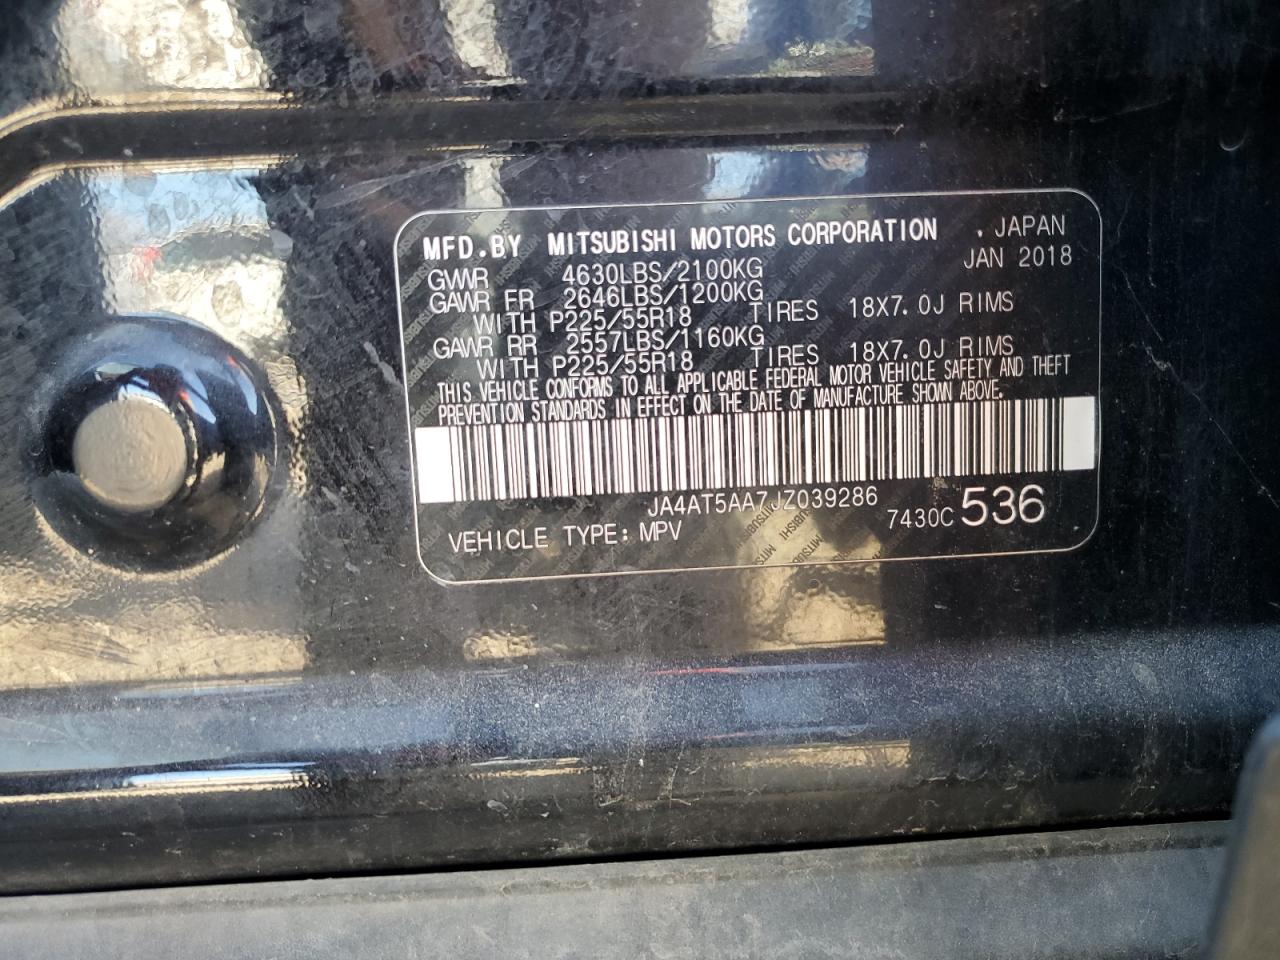 MFD.BY MITSUBISHI MOTORS CORPORATION . JAPAN
GWR 4630LBS/2100KG JAN 2018
GAWR FR 2646LBS/1200KG
WITH P225/55R18 TIRES 18X7.0J RIMS
GAWR RR 2557LBS/1160KG
WITH P225/55R18 TIRES 18X7.0J RIMS
THIS VEHICLE CONFORMS TO ALL APPLICABLE FEDERAL MOTOR VEHICLE SAFETY AND THEFT
PREVENTION STANDARDS IN EFFECT ON THE DATE OF MANUFACTURE SHOWN ABOVE.
JA4AT5AA7JZ039286
VEHICLE TYPE: MPV 7430C 536